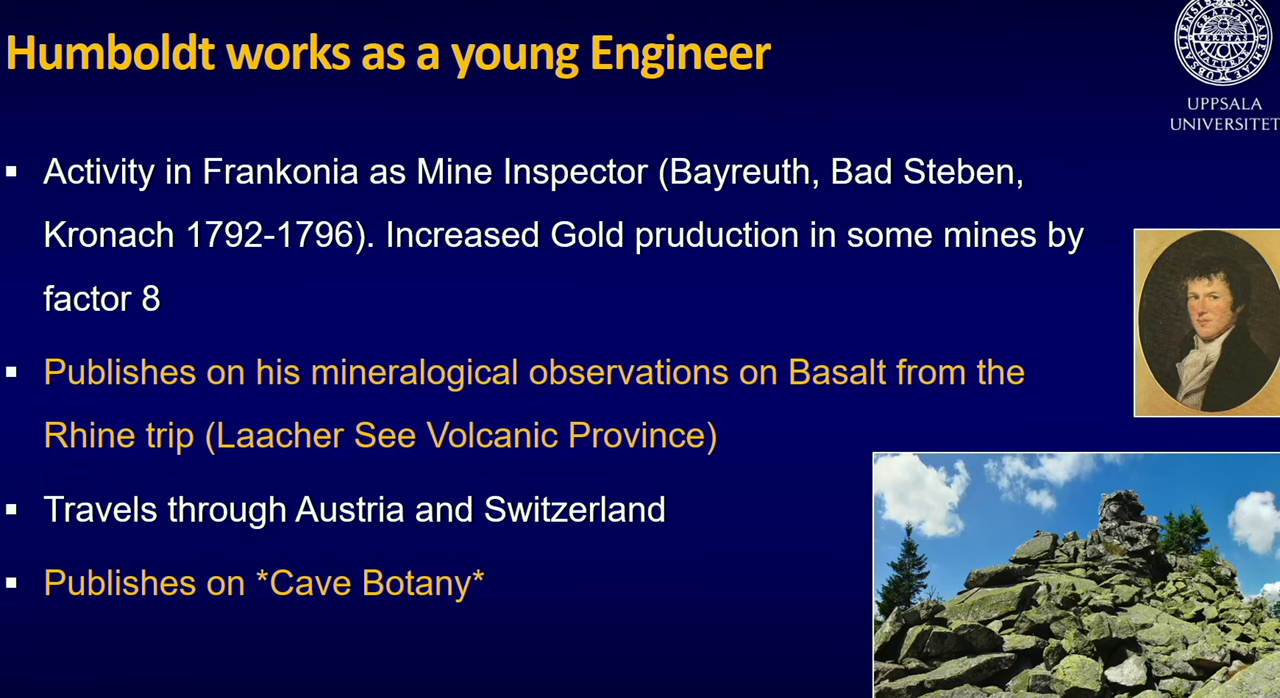 Humboldt works as a young Engineer
UPPSALA
UNIVERSITET
▪ Activity in Frankonia as Mine Inspector (Bayreuth, Bad Steben,
Kronach 1792-1796). Increased Gold pruduction in some mines by
factor 8
▪ Publishes on his mineralogical observations on Basalt from the
Rhine trip (Laacher See Volcanic Province)
▪ Travels through Austria and Switzerland
▪ Publishes on *Cave Botany*